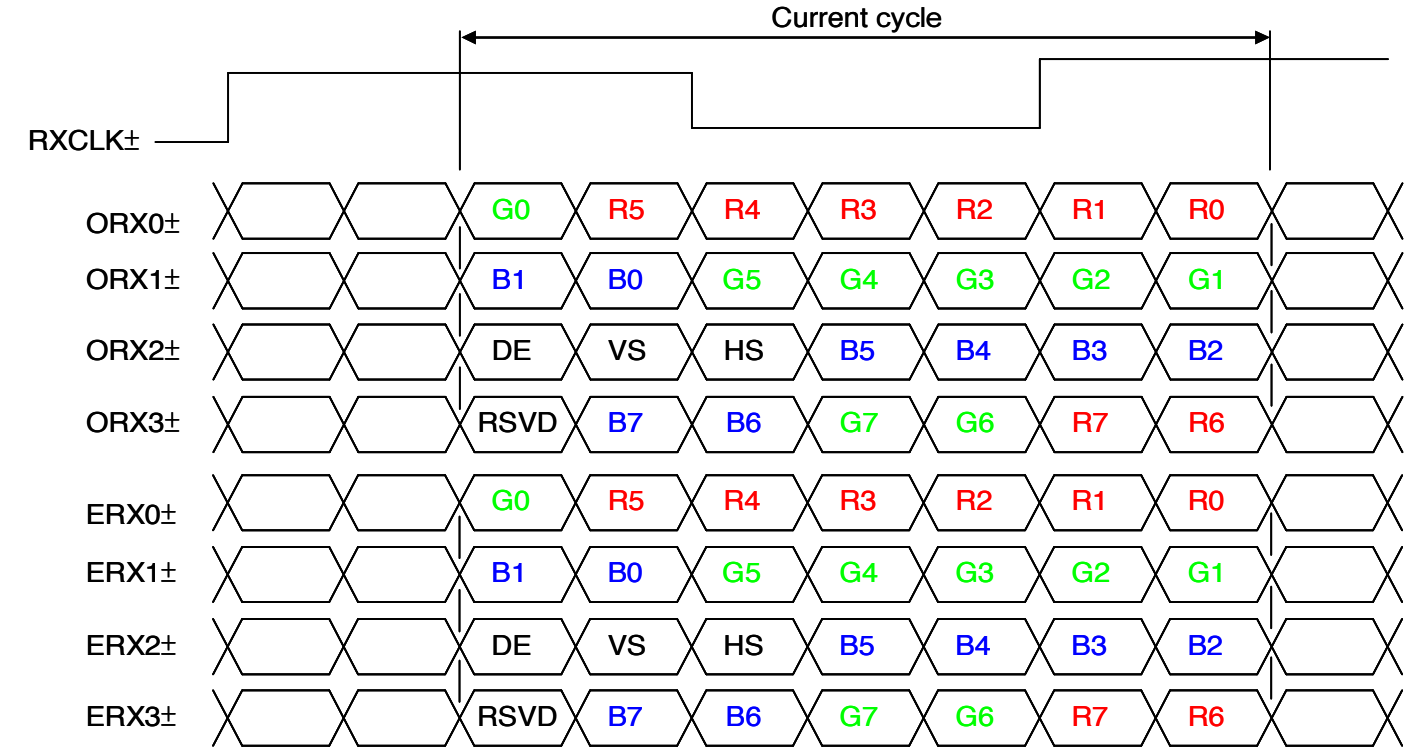 Current cycle
RXCLK±
ORX0± G0 R5 R4 R3 R2 R1 R0
ORX1± B1 B0 G5 G4 G3 G2 G1
ORX2± DE VS HS B5 B4 B3 B2
ORX3± RSVD B7 B6 G7 G6 R7 R6
ERX0± G0 R5 R4 R3 R2 R1 R0
ERX1± B1 B0 G5 G4 G3 G2 G1
ERX2± DE VS HS B5 B4 B3 B2
ERX3± RSVD B7 B6 G7 G6 R7 R6